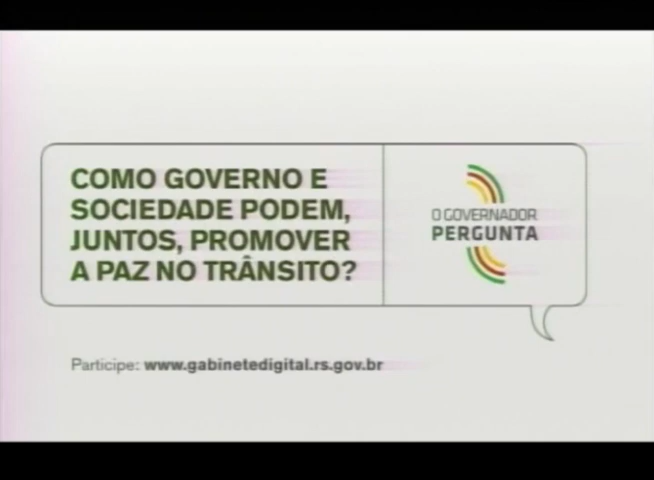 COMO GOVERNO E
SOCIEDADE PODEM,
JUNTOS, PROMOVER
A PAZ NO TRÂNSITO?
O GOVERNADOR
PERGUNTA
Participe: www.gabinetedigital.rs.gov.br